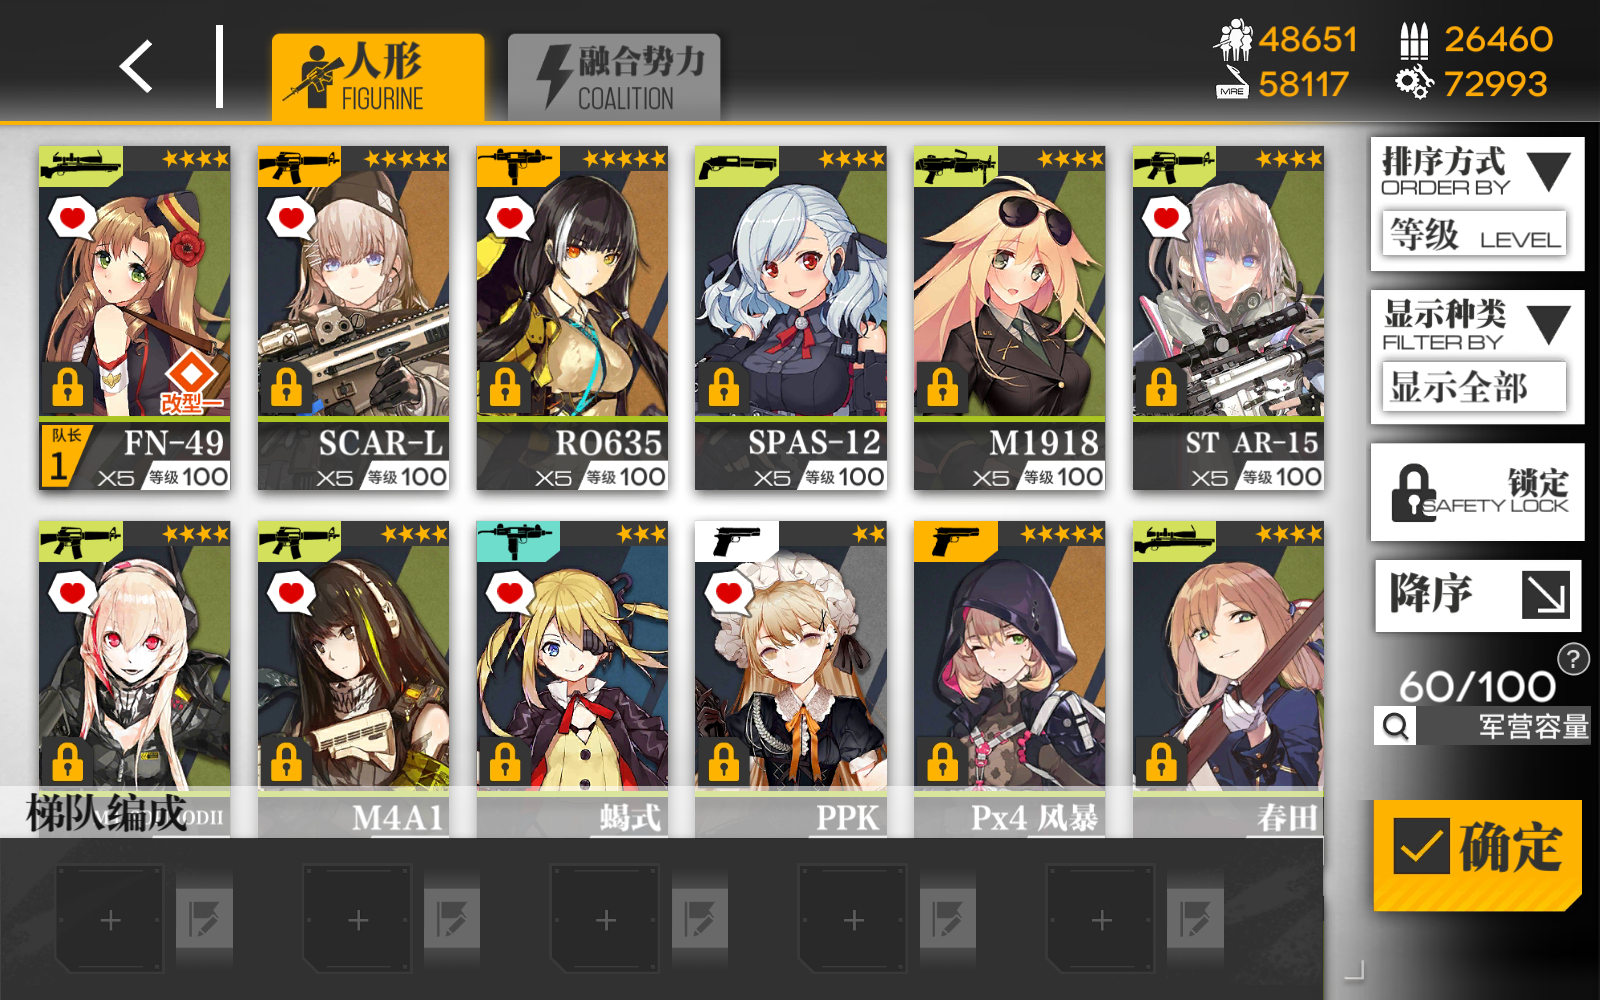 人形
FIGURINE
融合势力
COALITION
48651
26460
MRE
58117
72993
排序方式
ORDER BY
等级 LEVEL
显示种类
FILTER BY
显示全部
锁定
SAFETY LOCK
降序
?
60/100
军营容量
确定
改型一
队长
1
FN-49
X5 等级100
SCAR-L
X5 等级100
RO635
X5 等级100
SPAS-12
X5 等级100
M1918
X5 等级100
ST AR-15
X5 等级100
M4A1
蝎式
PPK
Px4 风暴
春田
梯队编成